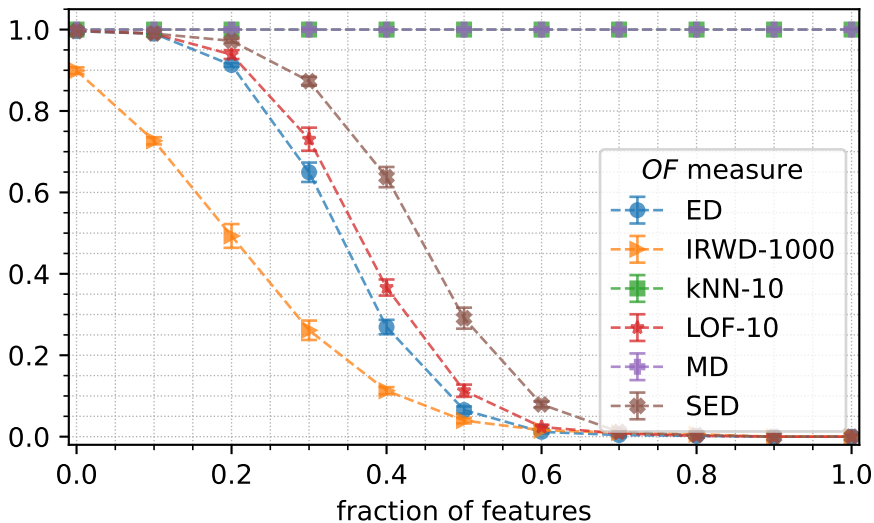 1.0
0.8
0.6
0.4
0.2
0.0
OF measure
ED
IRWD-1000
kNN-10
LOF-10
MD
SED
0.0 0.2 0.4 0.6 0.8 1.0
fraction of features